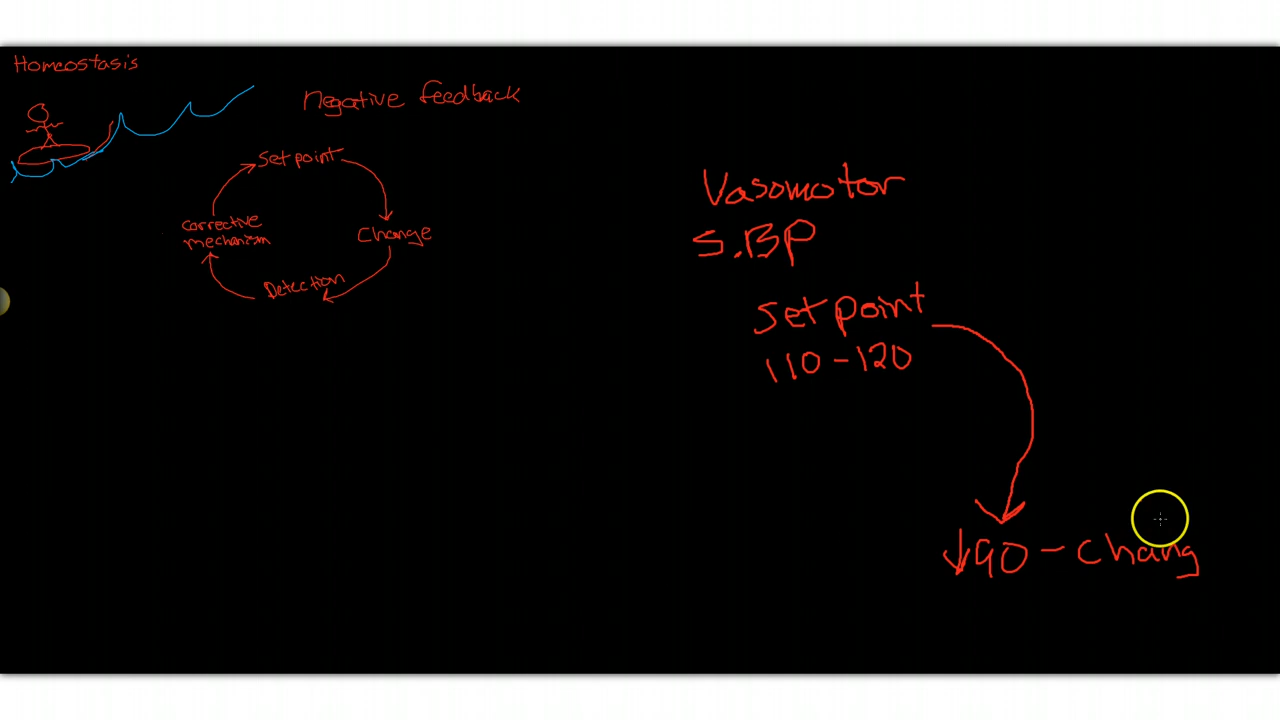 Homeostasis
negative feedback
Set point
Corrective
mechanism
Change
Detection
Vasomotor
S.BP
Set point
110-120
↓90 - Chang